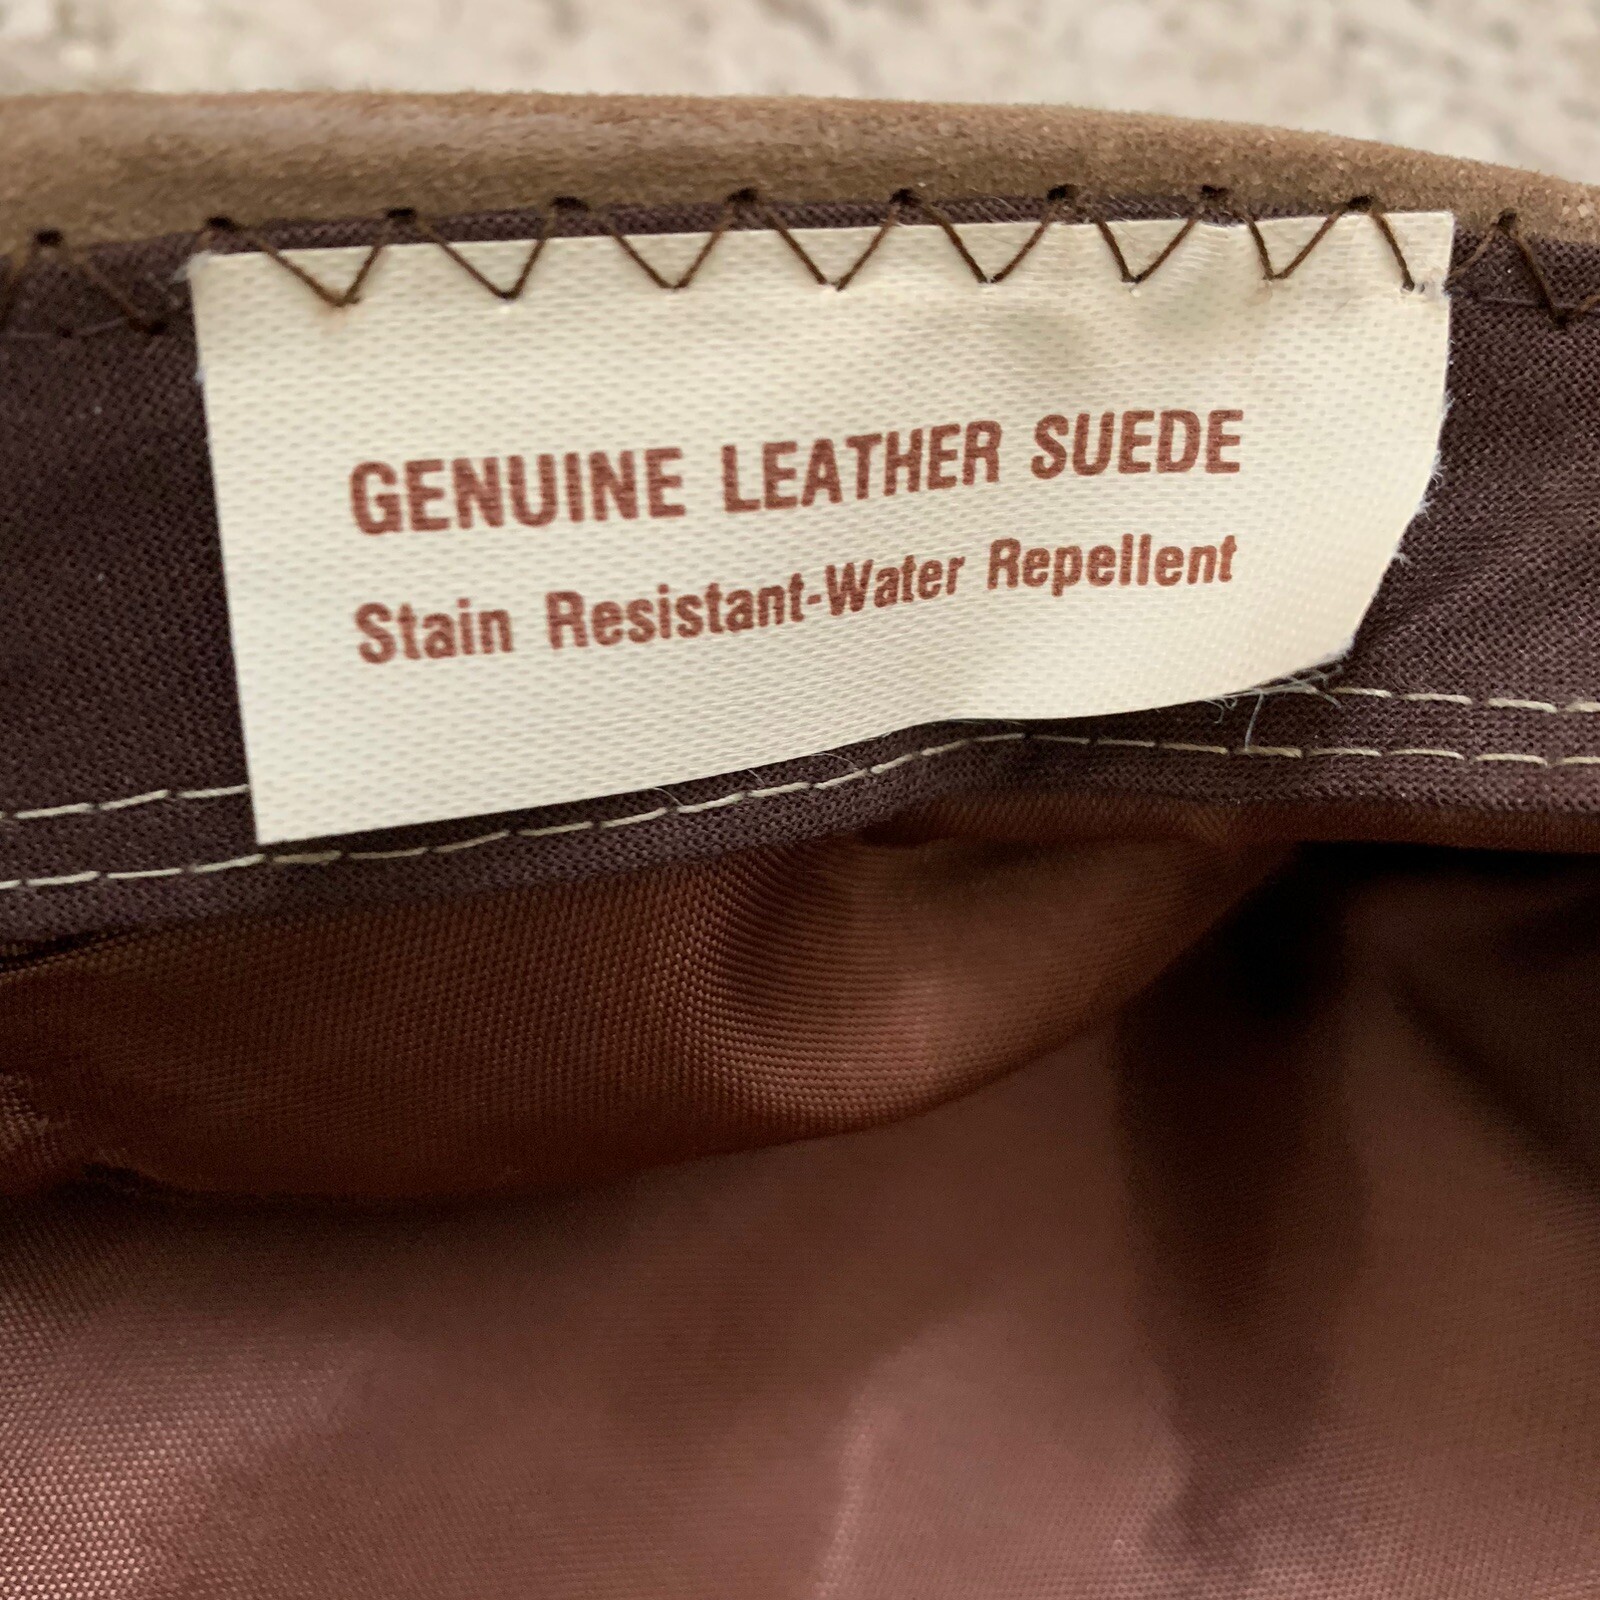 GENUINE LEATHER SUEDE
Stain Resistant-Water Repellent